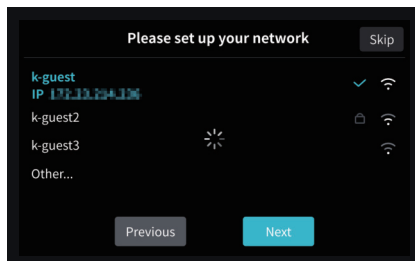 Please set up your network
Skip
k-guest
IP
k-guest2
k-guest3
Other...
Previous
Next